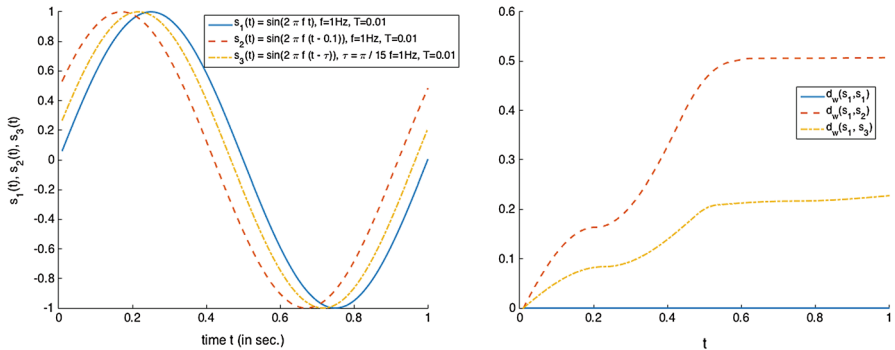 s1(t) = sin(2 π f t), f=1Hz, T=0.01
s2(t) = sin(2 π f (t - 0.1)), f=1Hz, T=0.01
s3(t) = sin(2 π f (t - τ)), τ = π / 15 f=1Hz, T=0.01
1
0.8
0.6
0.4
0.2
0
-0.2
-0.4
-0.6
-0.8
-1
s1(t), s2(t), s3(t)
0 0.2 0.4 0.6 0.8 1
time t (in sec.)
0.6
0.5
0.4
0.3
0.2
0.1
0
dw(s1,s1)
dw(s1,s2)
dw(s1, s3)
0 0.2 0.4 0.6 0.8 1
t